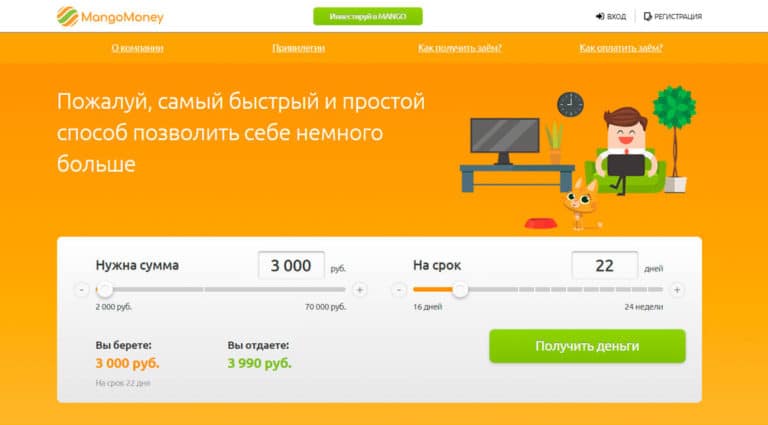 MangoMoney
Инвестируй в MANGO
ВХОД
РЕГИСТРАЦИЯ
О компании
Привилегии
Как получить заём?
Как оплатить заём?
Пожалуй, самый быстрый и простой
способ позволить себе немного
больше
Нужна сумма
3 000 руб.
- +
2 000 руб.
70 000 руб.
На срок
22 дней
- +
16 дней
24 недели
Вы берете:
3 000 руб.
На срок 22 дня
Вы отдаете:
3 990 руб.
Получить деньги